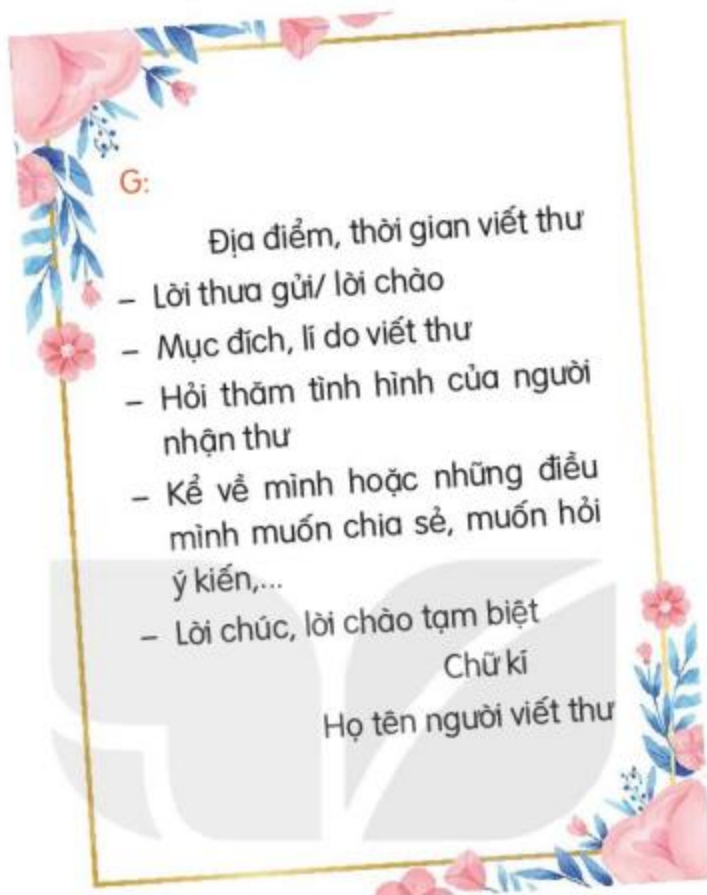 G:
Địa điểm, thời gian viết thư
– Lời thưa gửi/ lời chào
– Mục đích, lí do viết thư
– Hỏi thăm tình hình của người
nhận thư
– Kể về mình hoặc những điều
mình muốn chia sẻ, muốn hỏi
ý kiến,...
– Lời chúc, lời chào tạm biệt
Chữ kí
Họ tên người viết thư